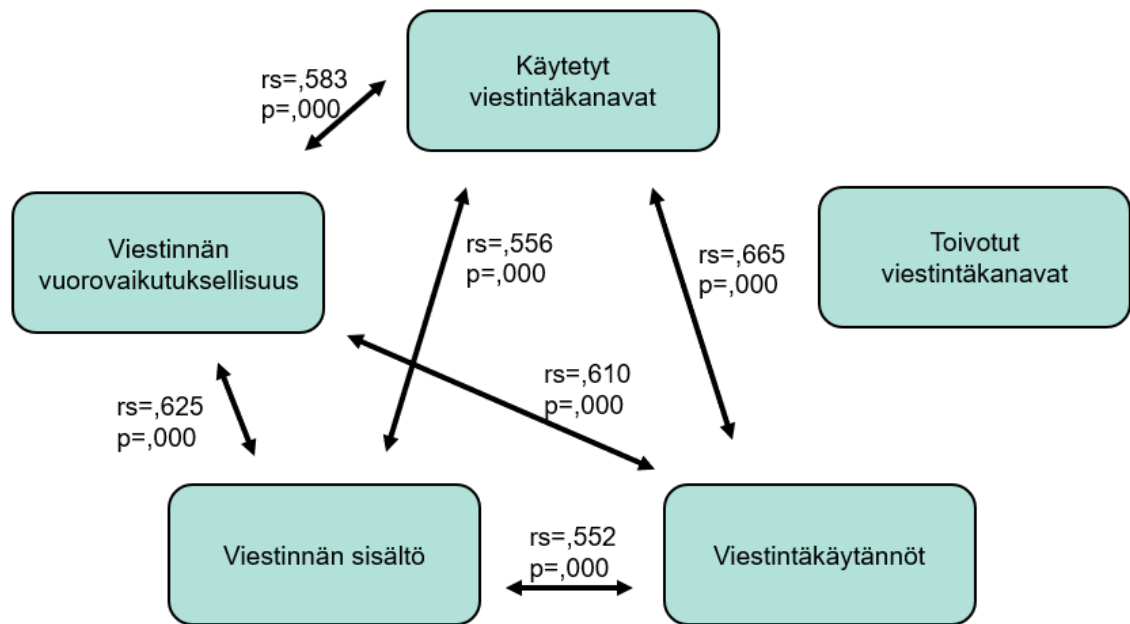 Käytetyt
viestintäkanavat
rs=,583
p=,000
Viestinnän
vuorovaikutuksellisuus
rs=,556
p=,000
rs=,665
p=,000
Toivotut
viestintäkanavat
rs=,625
p=,000
rs=,610
p=,000
Viestinnän sisältö
rs=,552
p=,000
Viestintäkäytännöt